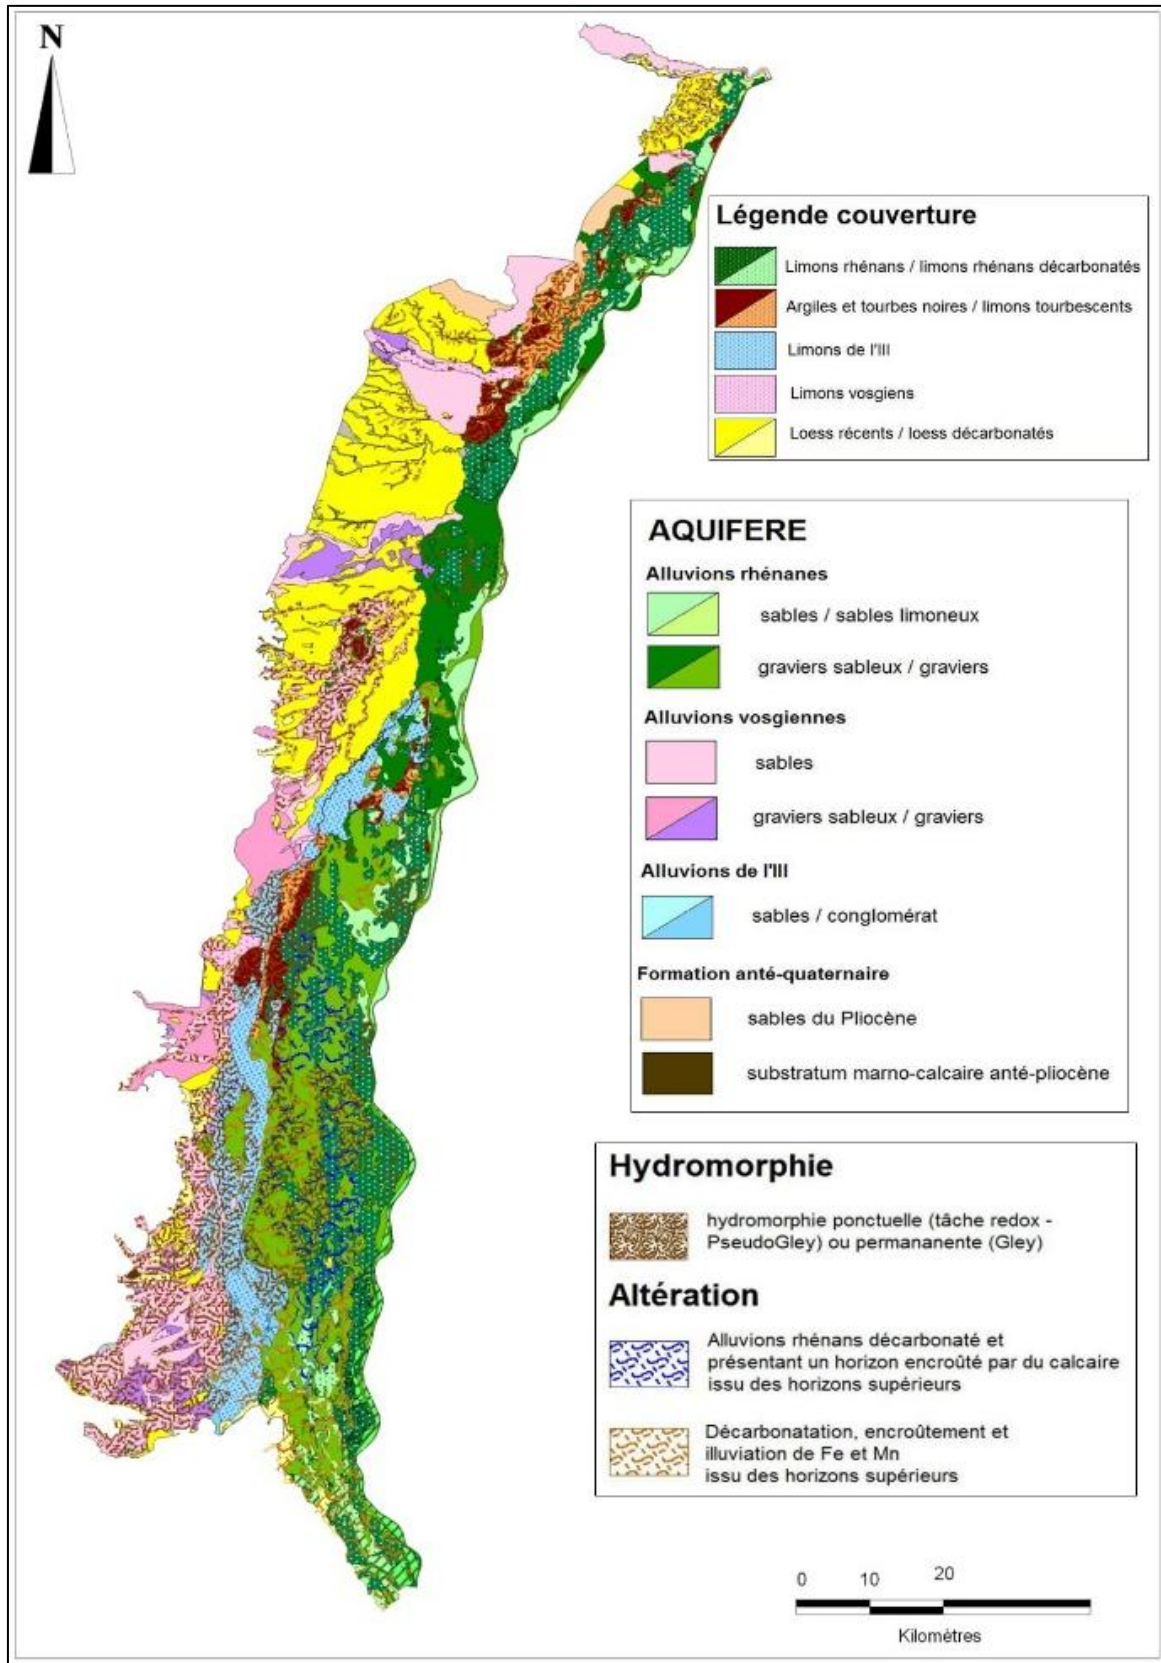 N
Légende couverture
Limons rhénans / limons rhénans décarbonatés
Argiles et tourbes noires / limons tourbescents
Limons de l'Ill
Limons vosgiens
Loess récents / loess décarbonatés
AQUIFERE
Alluvions rhénanes
sables / sables limoneux
graviers sableux / graviers
Alluvions vosgiennes
sables
graviers sableux / graviers
Alluvions de l'Ill
sables / conglomérat
Formation anté-quaternaire
sables du Pliocène
substratum marno-calcaire anté-pliocène
Hydromorphie
hydromorphie ponctuelle (tâche redox -
PseudoGley) ou permananente (Gley)
Altération
Alluvions rhénans décarbonaté et
présentant un horizon encroûté par du calcaire
issu des horizons supérieurs
Décarbonatation, encroûtement et
illuviation de Fe et Mn
issu des horizons supérieurs
0 10 20
Kilomètres